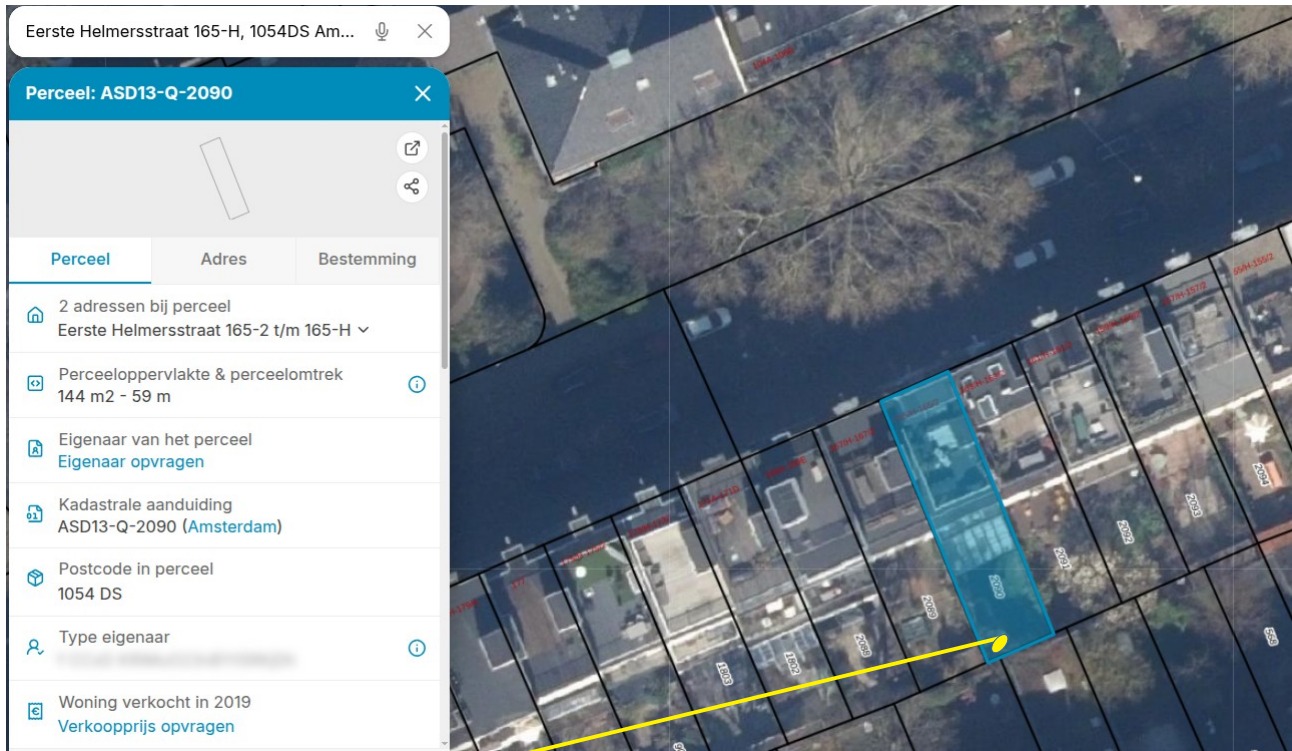 Eerste Helmersstraat 165-H, 1054DS Am...
Perceel: ASD13-Q-2090
Perceel
Adres
Bestemming
2 adressen bij perceel
Eerste Helmersstraat 165-2 t/m 165-H
Perceeloppervlakte & perceelomtrek
144 m2 - 59 m
Eigenaar van het perceel
Eigenaar opvragen
Kadastrale aanduiding
ASD13-Q-2090 (Amsterdam)
Postcode in perceel
1054 DS
Type eigenaar
Woning verkocht in 2019
Verkoopprijs opvragen
2094
2093
2092
2091
2090
2089
2088
1802
1803
177